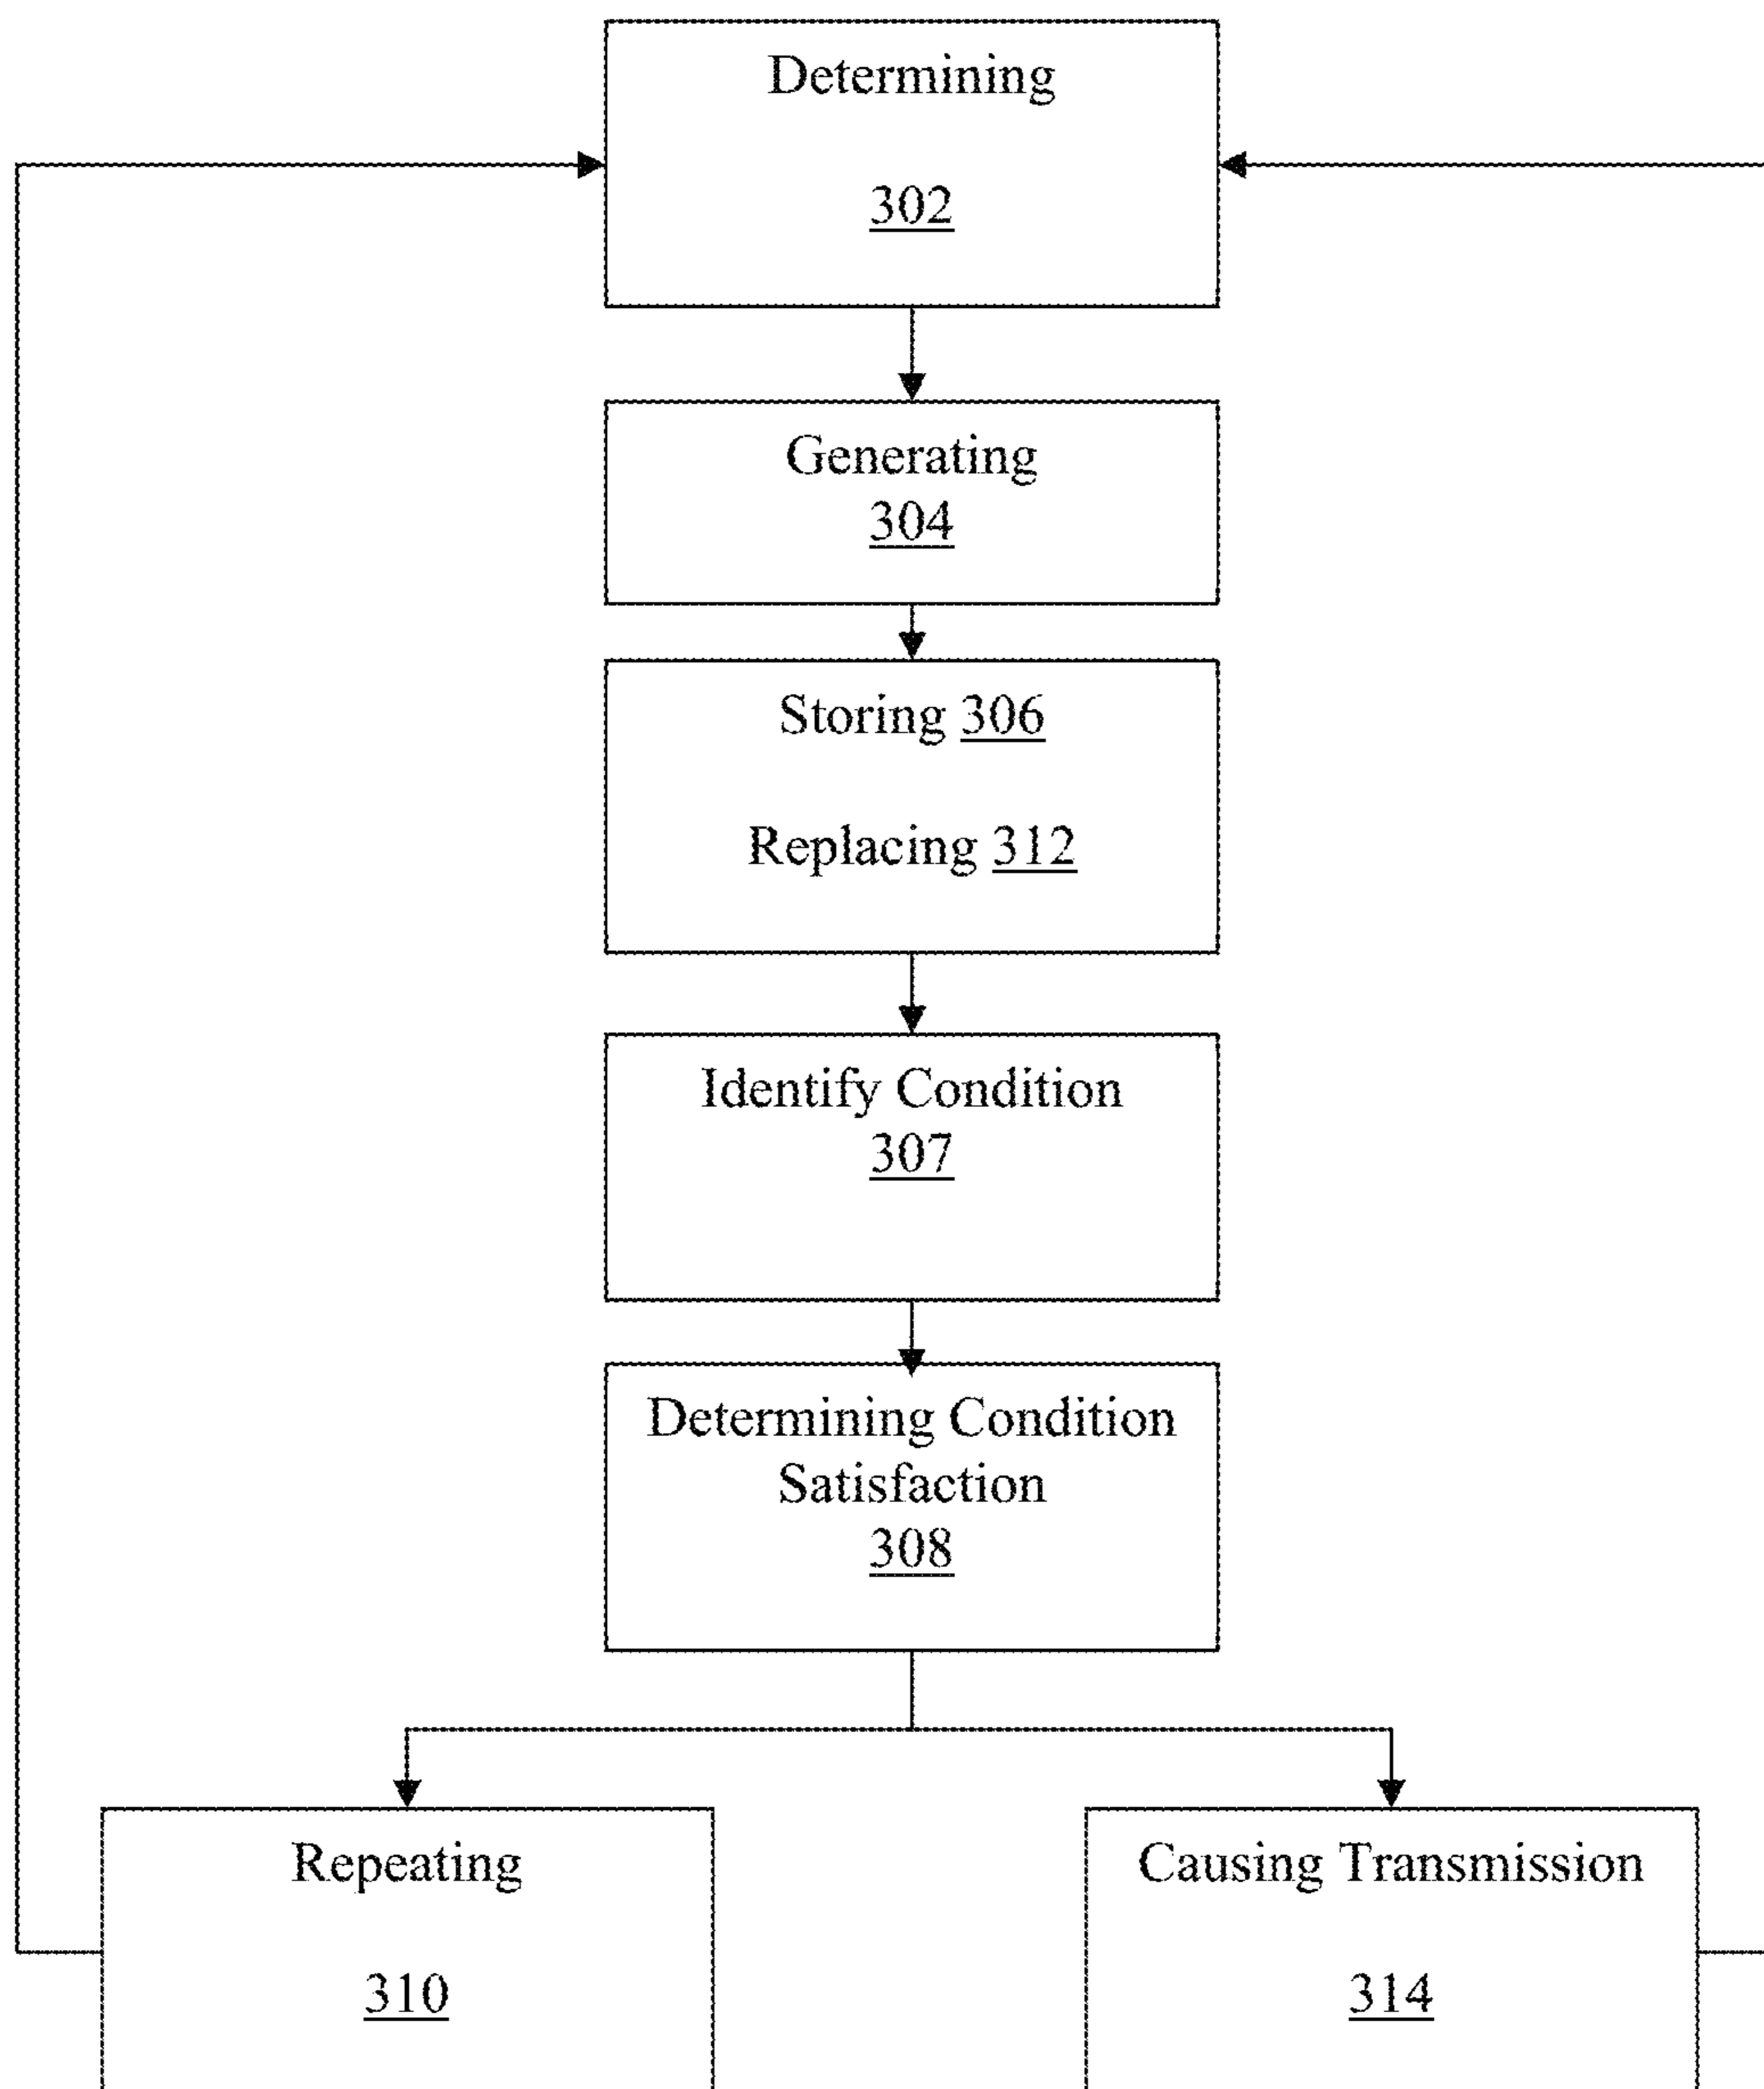 Determining
302
Generating
304
Storing 306
Replacing 312
Identify Condition
307
Determining Condition
Satisfaction
308
Repeating
310
Causing Transmission
314